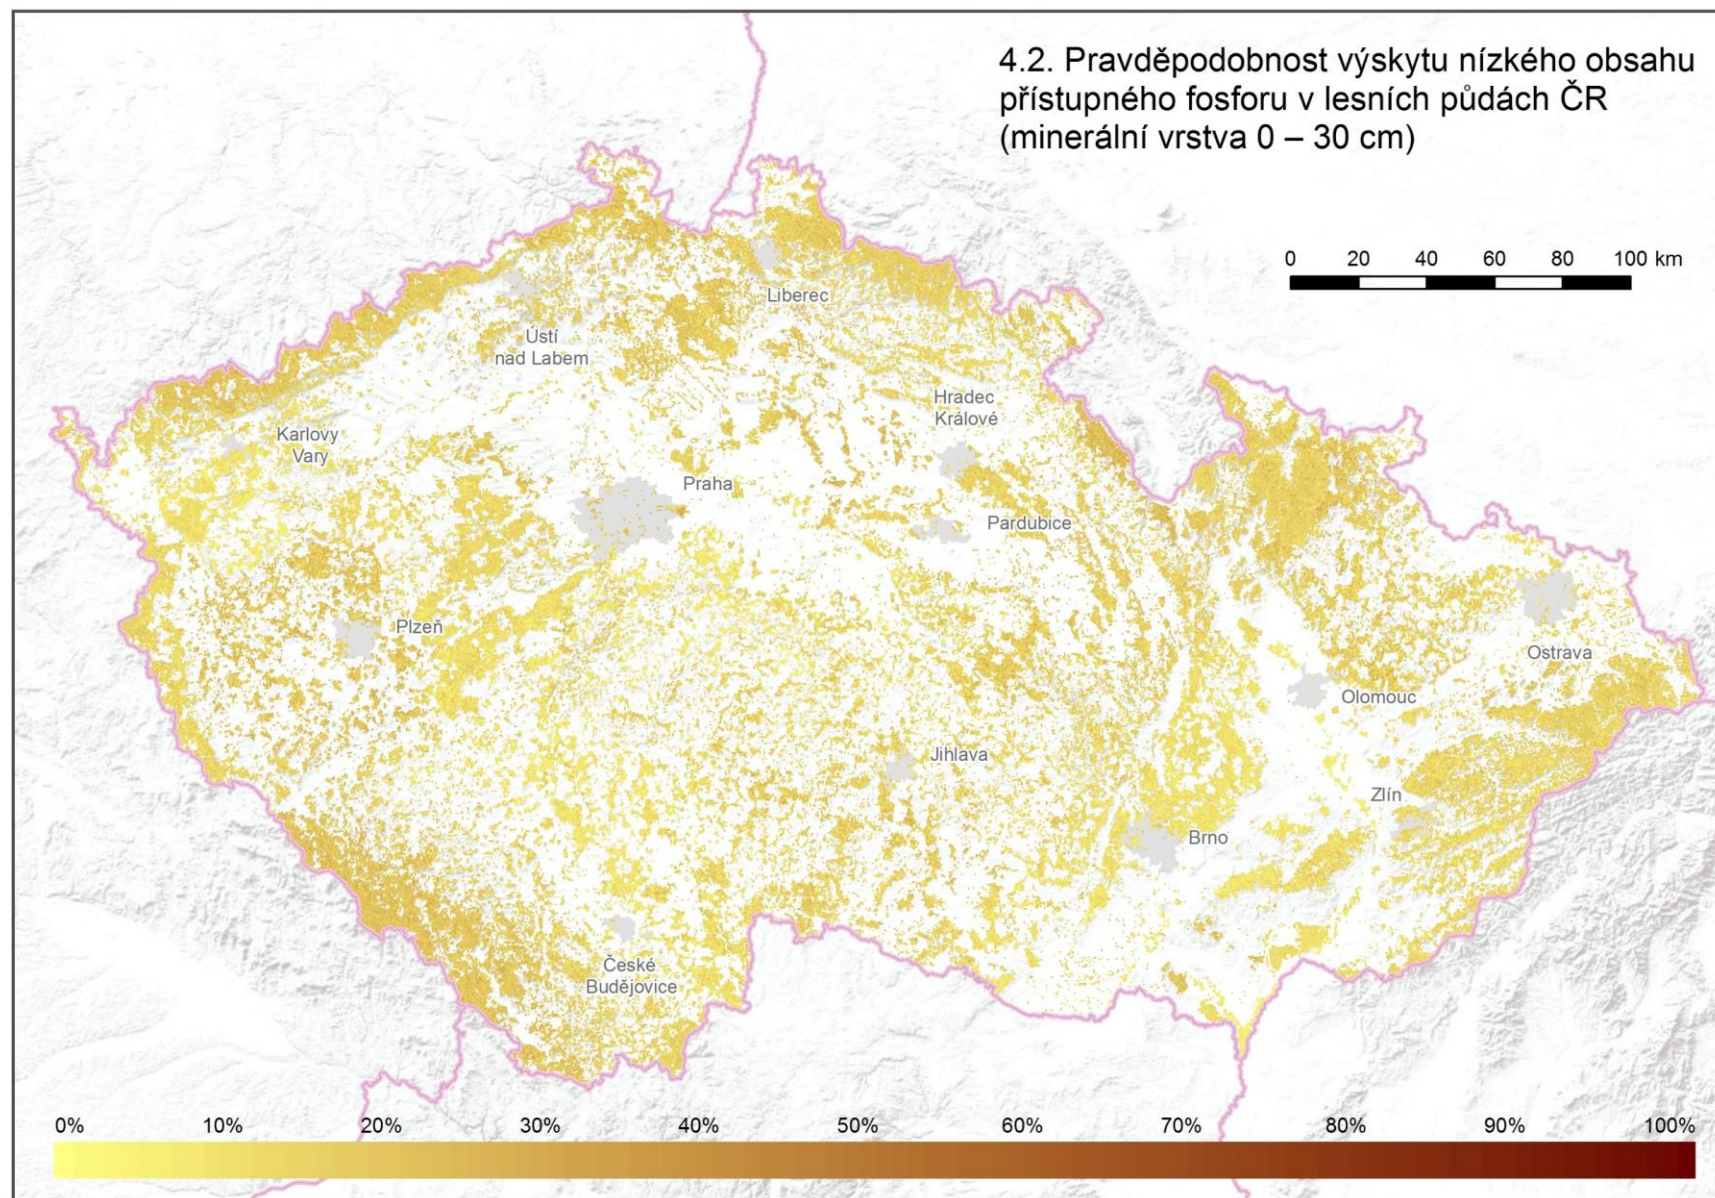 4.2. Pravděpodobnost výskytu nízkého obsahu
přístupného fosforu v lesních půdách ČR
(minerální vrstva 0 – 30 cm)
0 20 40 60 80 100 km
Liberec
Ústí
nad Labem
Hradec
Králové
Karlovy
Vary
Praha
Pardubice
Plzeň
Ostrava
Olomouc
Jihlava
Zlín
Brno
České
Budějovice
0% 10% 20% 30% 40% 50% 60% 70% 80% 90% 100%